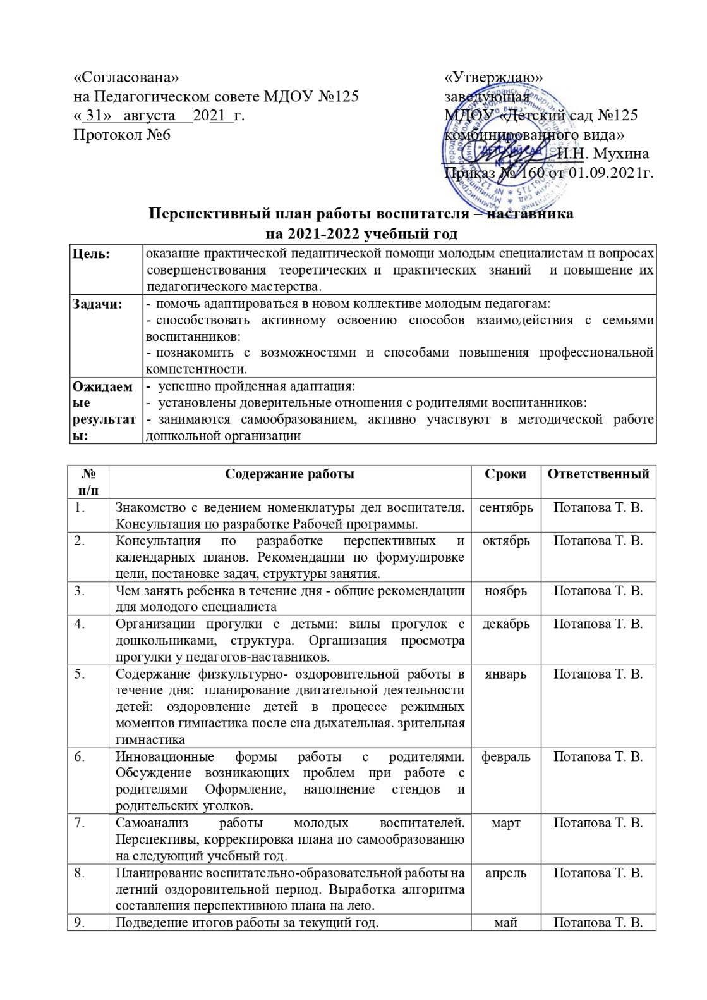 «Согласована»
на Педагогическом совете МДОУ №125
« 31» августа 2021 г.
Протокол №6
«Утверждаю»
заведующая
МДОУ «Детский сад №125
комбинированного вида»
И.Н. Мухина
Приказ № 160 от 01.09.2021г.
МДОУ
"ДЕТСКИЙ САД
№ 125"
Перспективный план работы воспитателя – наставника
на 2021-2022 учебный год
Цель:
оказание практической педантической помощи молодым специалистам н вопросах
совершенствования теоретических и практических знаний и повышение их
педагогического мастерства.
Задачи:
- помочь адаптироваться в новом коллективе молодым педагогам:
- способствовать активному освоению способов взаимодействия с семьями
воспитанников:
- познакомить с возможностями и способами повышения профессиональной
компетентности.
Ожидаем
ые
результат
ы:
- успешно пройденная адаптация:
- установлены доверительные отношения с родителями воспитанников:
- занимаются самообразованием, активно участвуют в методической работе
дошкольной организации
№
п/п
Содержание работы
Сроки
Ответственный
1.
Знакомство с ведением номенклатуры дел воспитателя.
Консультация по разработке Рабочей программы.
сентябрь
Потапова Т. В.
2.
Консультация по разработке перспективных и
календарных планов. Рекомендации по формулировке
цели, постановке задач, структуры занятия.
октябрь
Потапова Т. В.
3.
Чем занять ребенка в течение дня - общие рекомендации
для молодого специалиста
ноябрь
Потапова Т. В.
4.
Организации прогулки с детьми: вилы прогулок с
дошкольниками, структура. Организация просмотра
прогулки у педагогов-наставников.
декабрь
Потапова Т. В.
5.
Содержание физкультурно- оздоровительной работы в
течение дня: планирование двигательной деятельности
детей: оздоровление детей в процессе режимных
моментов гимнастика после сна дыхательная. зрительная
гимнастика
январь
Потапова Т. В.
6.
Инновационные формы работы с родителями.
Обсуждение возникающих проблем при работе с
родителями Оформление, наполнение стендов и
родительских уголков.
февраль
Потапова Т. В.
7.
Самоанализ работы молодых воспитателей.
Перспективы, корректировка плана по самообразованию
на следующий учебный год.
март
Потапова Т. В.
8.
Планирование воспитательно-образовательной работы на
летний оздоровительной период. Выработка алгоритма
составления перспективною плана на лею.
апрель
Потапова Т. В.
9.
Подведение итогов работы за текущий год.
май
Потапова Т. В.